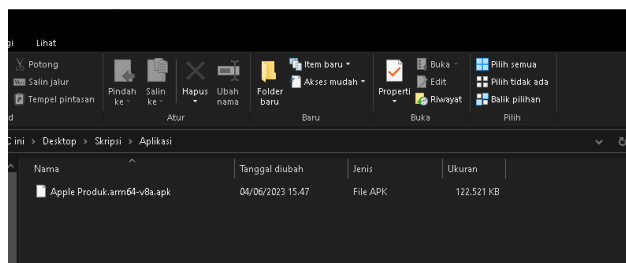 gi Lihat
Potong
Salin jalur
Tempel pintasan
Pindah ke
Salin ke
Hapus
Ubah nama
Folder baru
Item baru
Akses mudah
Properti
Buka
Edit
Riwayat
Pilih semua
Pilih tidak ada
Balik pilihan
d Atur Baru Buka Pilih
C ini > Desktop > Skripsi > Aplikasi
Nama Tanggal diubah Jenis Ukuran
Apple Produk.arm64-v8a.apk 04/06/2023 15.47 File APK 122.521 KB